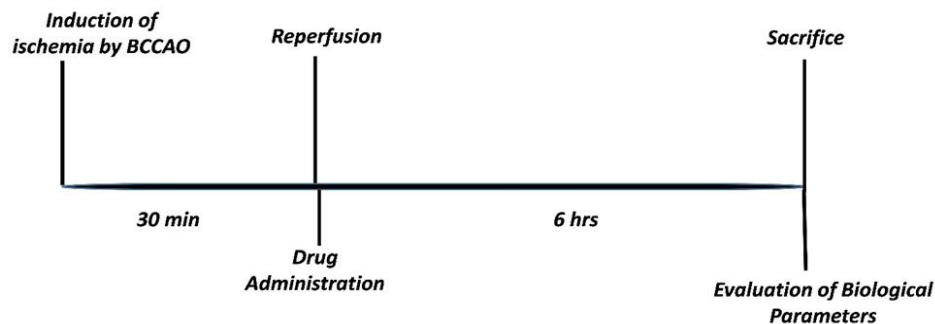 Induction of
ischemia by BCCAO
Reperfusion
Sacrifice
30 min
6 hrs
Drug
Administration
Evaluation of Biological
Parameters